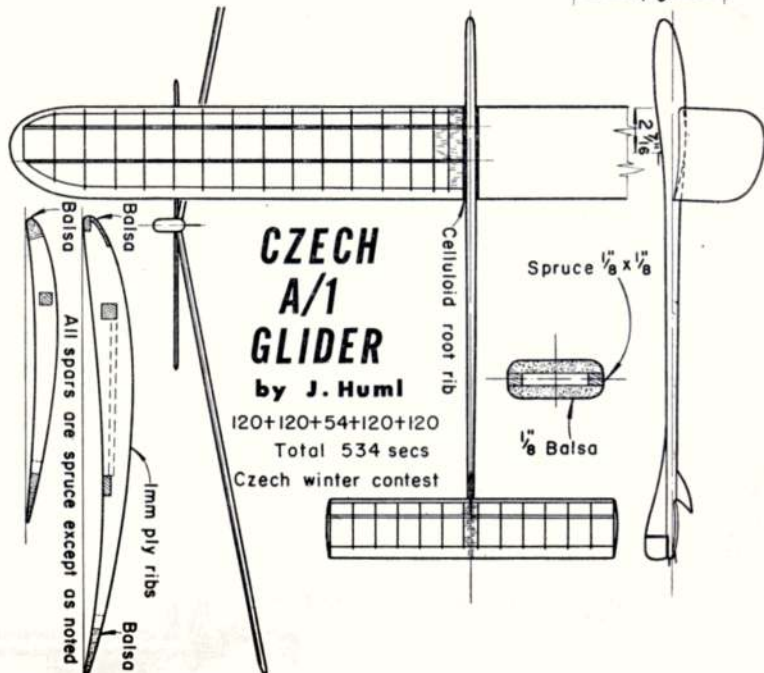 CZECH
A/1
GLIDER
by J. Huml
120+120+54+120+120
Total 534 secs
Czech winter contest
Celluloid root rib
Spruce 1/8" x 1/8"
1/8" Balsa
2 7/16"
Balsa
Balsa
All spars are spruce except as noted
1mm ply ribs
Balsa